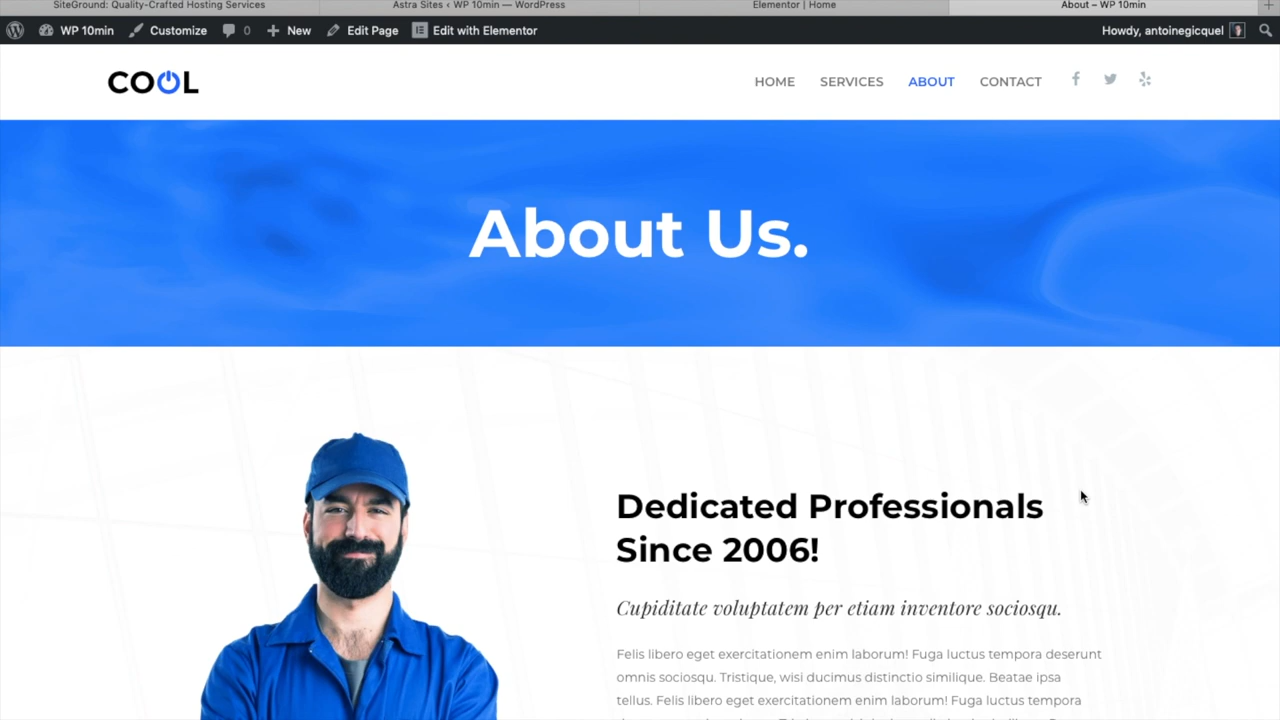 SiteGround: Quality-Crafted Hosting Services
Astra Sites ‹ WP 10min — WordPress
Elementor | Home
About – WP 10min
WP 10min
Customize
0
New
Edit Page
Edit with Elementor
Howdy, antoinegicquel
COOL
HOME
SERVICES
ABOUT
CONTACT
About Us.
Dedicated Professionals
Since 2006!
Cupiditate voluptatem per etiam inventore sociosqu.
Felis libero eget exercitationem enim laborum! Fuga luctus tempora deserunt
omnis sociosqu. Tristique, wisi ducimus distinctio similique. Beatae ipsa
tellus. Felis libero eget exercitationem enim laborum! Fuga luctus tempora